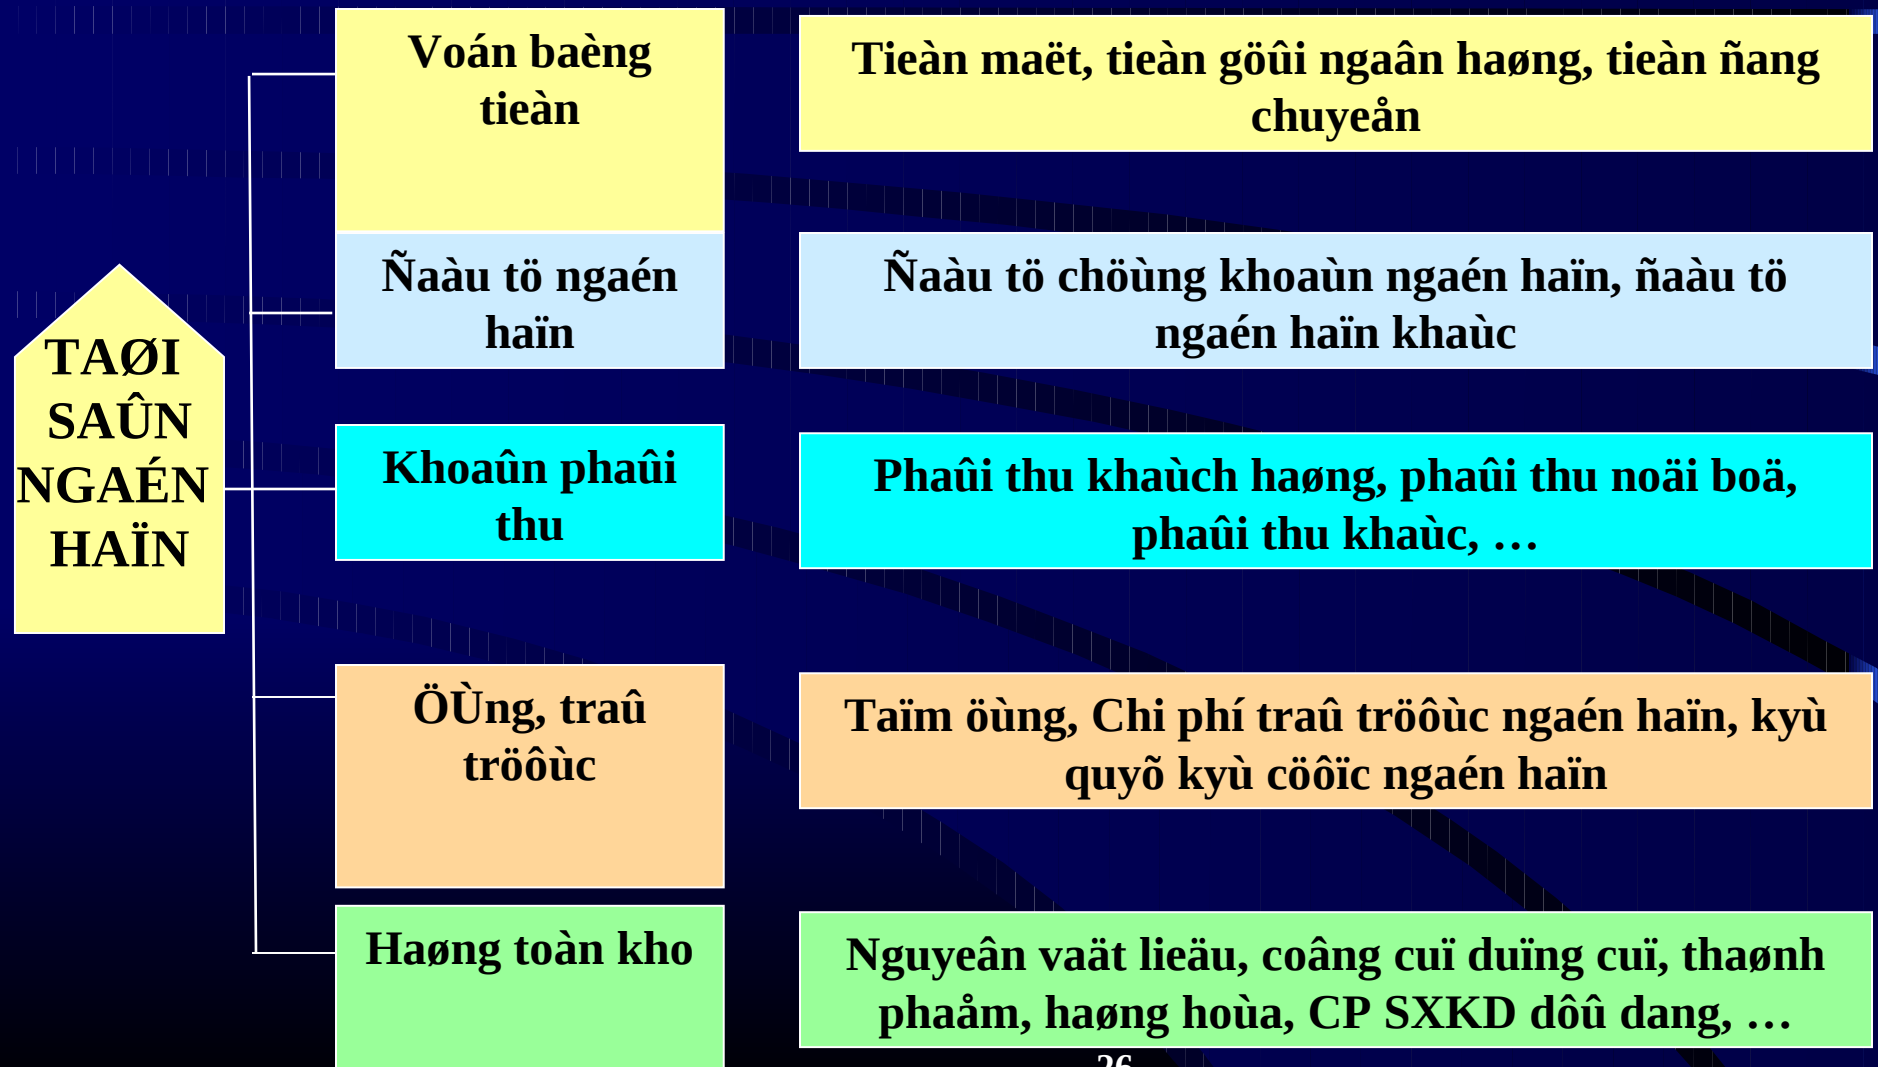 TAØI
SAÛN
NGAÉN
HAÏN
Voán baèng
tieàn
Tieàn maët, tieàn göûi ngaân haøng, tieàn ñang
chuyeån
Ñaàu tö ngaén
haïn
Ñaàu tö chöùng khoaùn ngaén haïn, ñaàu tö
ngaén haïn khaùc
Khoaûn phaûi
thu
Phaûi thu khaùch haøng, phaûi thu noäi boä,
phaûi thu khaùc, …
ÖÙng, traû
tröôùc
Taïm öùng, Chi phí traû tröôùc ngaén haïn, kyù
quyõ kyù cöôïc ngaén haïn
Haøng toàn kho
Nguyeân vaät lieäu, coâng cuï duïng cuï, thaønh
phaåm, haøng hoùa, CP SXKD dôû dang, …
26